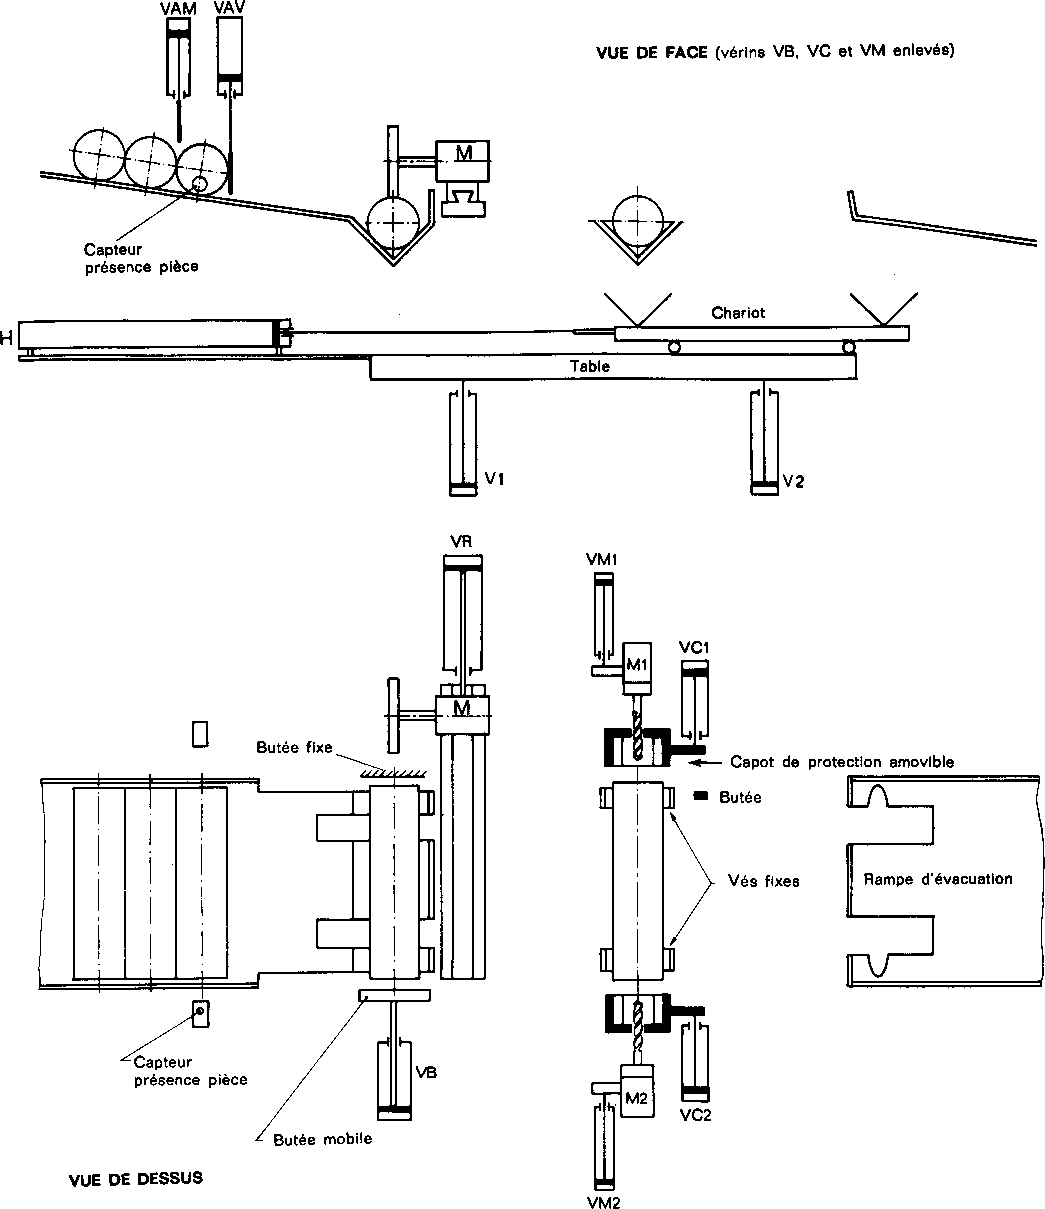 VAM VAV
VUE DE FACE (vérins VB, VC et VM enlevés)
M
Capteur
présence pièce
H
Chariot
Table
V1
V2
VR
VM1
VC1
M1
M
Butée fixe
Capot de protection amovible
Butée
Vés fixes
Rampe d'évacuation
Capteur
présence pièce
VB
M2
VC2
Butée mobile
VUE DE DESSUS
VM2